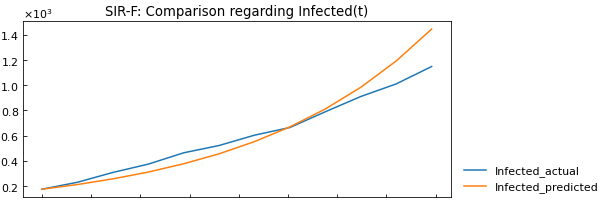 SIR-F: Comparison regarding Infected(t)
×10³
1.4
1.2
1.0
0.8
0.6
0.4
0.2
Infected_actual
Infected_predicted